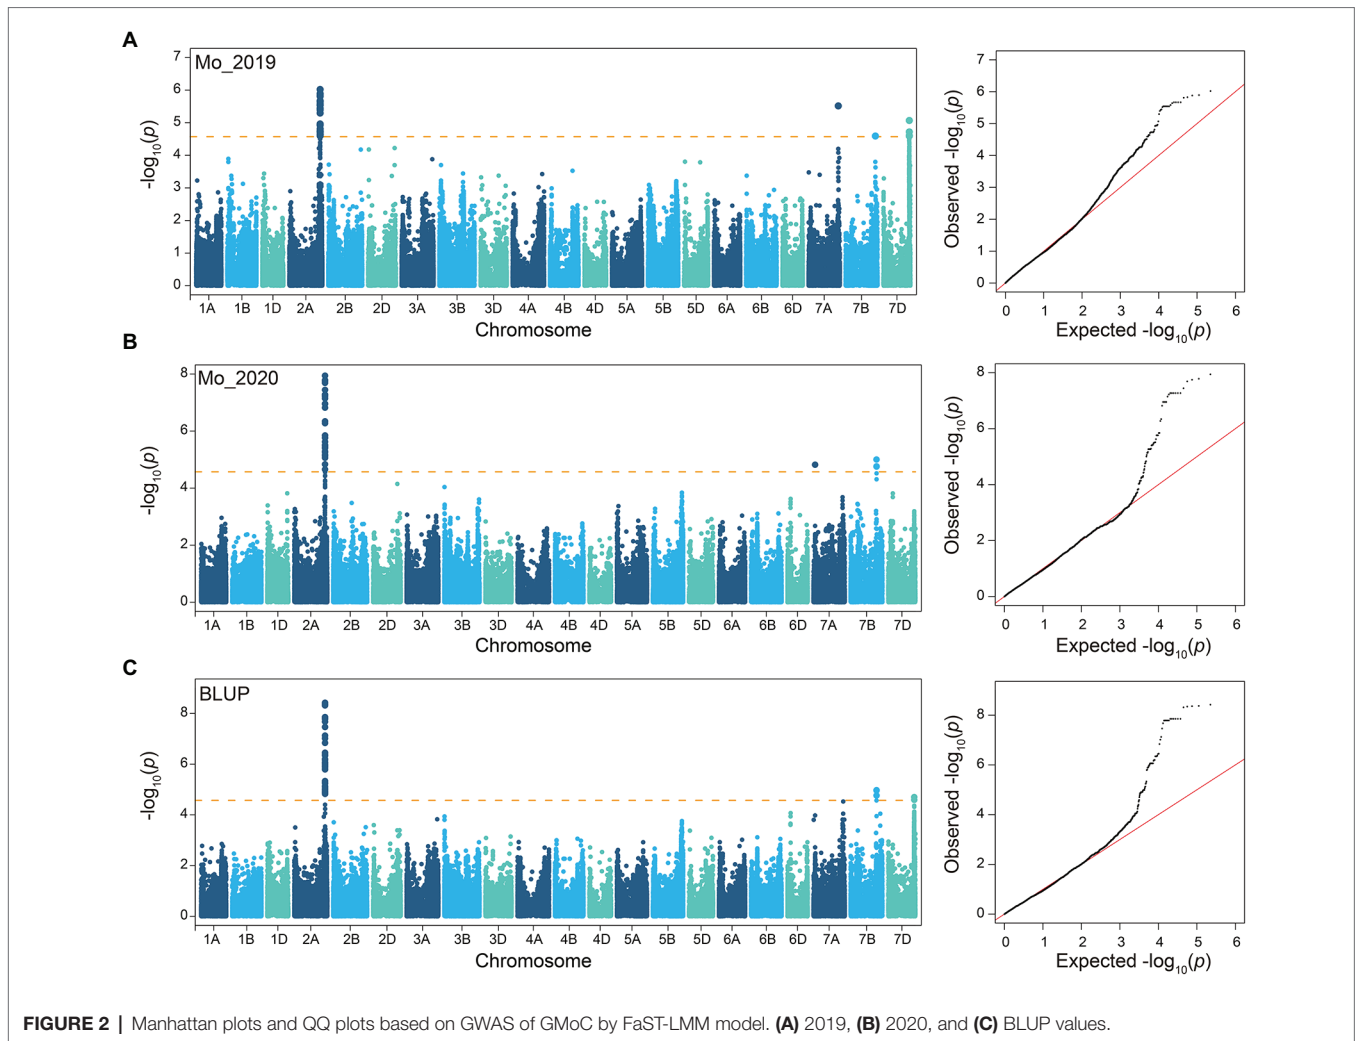 A
Mo_2019
7
6
5
4
3
2
1
0
-log10(p)
1A 1B 1D 2A 2B 2D 3A 3B 3D 4A 4B 4D 5A 5B 5D 6A 6B 6D 7A 7B 7D
Chromosome
7
6
5
4
3
2
1
0
Observed -log10(p)
0 1 2 3 4 5 6
Expected -log10(p)
B
Mo_2020
8
6
4
2
0
-log10(p)
1A 1B 1D 2A 2B 2D 3A 3B 3D 4A 4B 4D 5A 5B 5D 6A 6B 6D 7A 7B 7D
Chromosome
8
6
4
2
0
Observed -log10(p)
0 1 2 3 4 5 6
Expected -log10(p)
C
BLUP
8
6
4
2
0
-log10(p)
1A 1B 1D 2A 2B 2D 3A 3B 3D 4A 4B 4D 5A 5B 5D 6A 6B 6D 7A 7B 7D
Chromosome
8
6
4
2
0
Observed -log10(p)
0 1 2 3 4 5 6
Expected -log10(p)
FIGURE 2 | Manhattan plots and QQ plots based on GWAS of GMoC by FaST-LMM model. (A) 2019, (B) 2020, and (C) BLUP values.